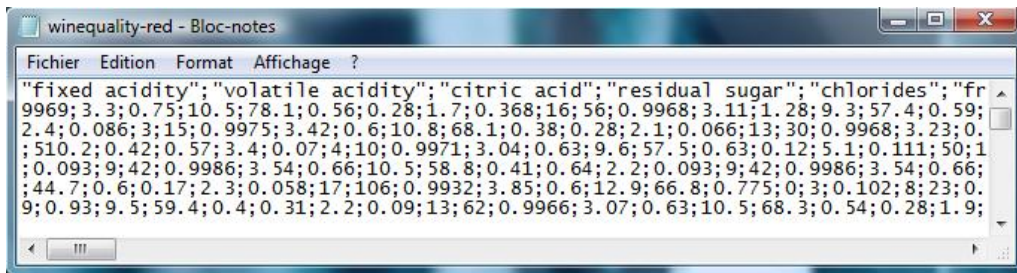 winequality-red - Bloc-notes
Fichier Edition Format Affichage ?
"fixed acidity";"volatile acidity";"citric acid";"residual sugar";"chlorides";"fr
9969;3.3;0.75;10.5;78.1;0.56;0.28;1.7;0.368;16;56;0.9968;3.11;1.28;9.3;57.4;0.59;
2.4;0.086;3;15;0.9975;3.42;0.6;10.8;68.1;0.38;0.28;2.1;0.066;13;30;0.9968;3.23;0.
;510.2;0.42;0.57;3.4;0.07;4;10;0.9971;3.04;0.63;9.6;57.5;0.63;0.12;5.1;0.111;50;1
;0.093;9;42;0.9986;3.54;0.66;10.5;58.8;0.41;0.64;2.2;0.093;9;42;0.9986;3.54;0.66;
;44.7;0.6;0.17;2.3;0.058;17;106;0.9932;3.85;0.6;12.9;66.8;0.775;0;3;0.102;8;23;0.
9;0.93;9.5;59.4;0.4;0.31;2.2;0.09;13;62;0.9966;3.07;0.63;10.5;68.3;0.54;0.28;1.9;